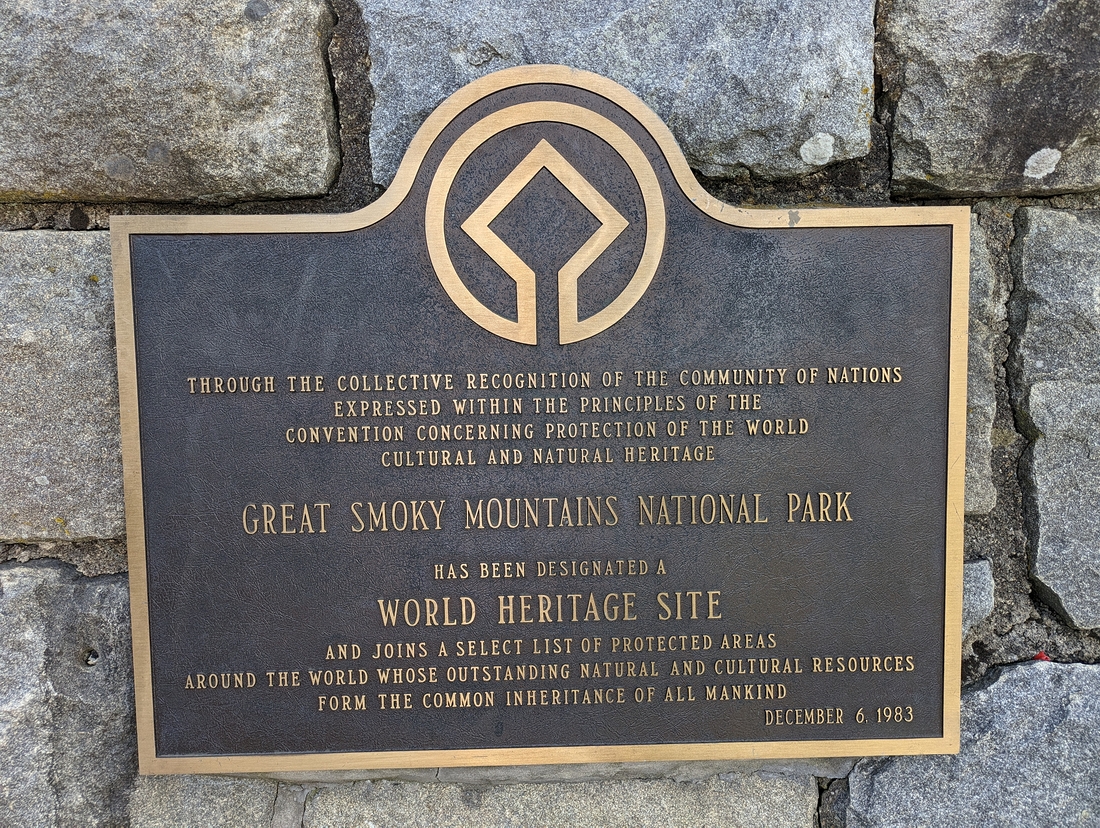 THROUGH THE COLLECTIVE RECOGNITION OF THE COMMUNITY OF NATIONS
EXPRESSED WITHIN THE PRINCIPLES OF THE
CONVENTION CONCERNING PROTECTION OF THE WORLD
CULTURAL AND NATURAL HERITAGE
GREAT SMOKY MOUNTAINS NATIONAL PARK
HAS BEEN DESIGNATED A
WORLD HERITAGE SITE
AND JOINS A SELECT LIST OF PROTECTED AREAS
AROUND THE WORLD WHOSE OUTSTANDING NATURAL AND CULTURAL RESOURCES
FORM THE COMMON INHERITANCE OF ALL MANKIND
DECEMBER 6, 1983